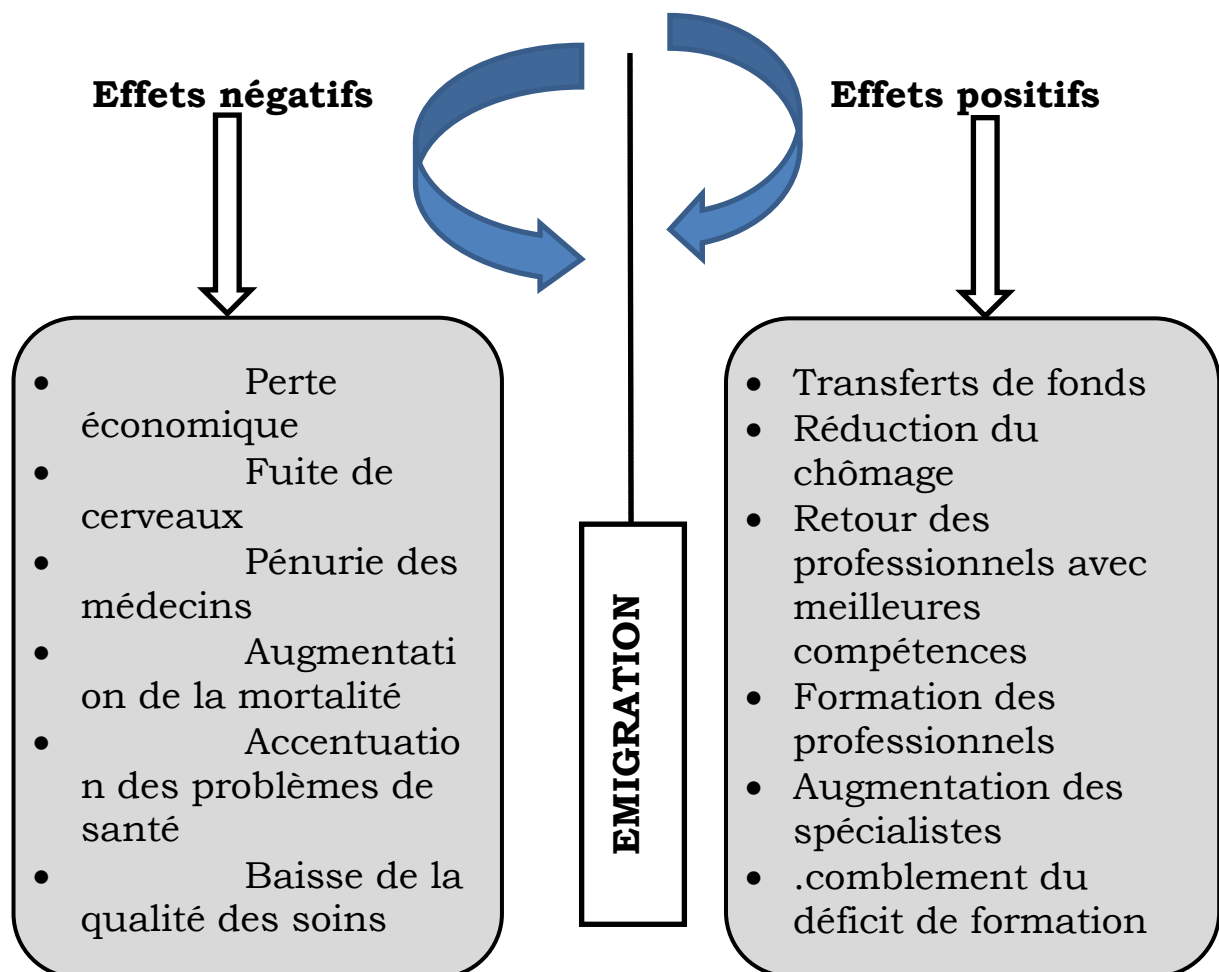 Effets négatifs
• Perte
économique
• Fuite de
cerveaux
• Pénurie des
médecins
• Augmentati
on de la mortalité
• Accentuatio
n des problèmes de
santé
• Baisse de la
qualité des soins
EMIGRATION
Effets positifs
• Transferts de fonds
• Réduction du
chômage
• Retour des
professionnels avec
meilleures
compétences
• Formation des
professionnels
• Augmentation des
spécialistes
• .comblement du
déficit de formation